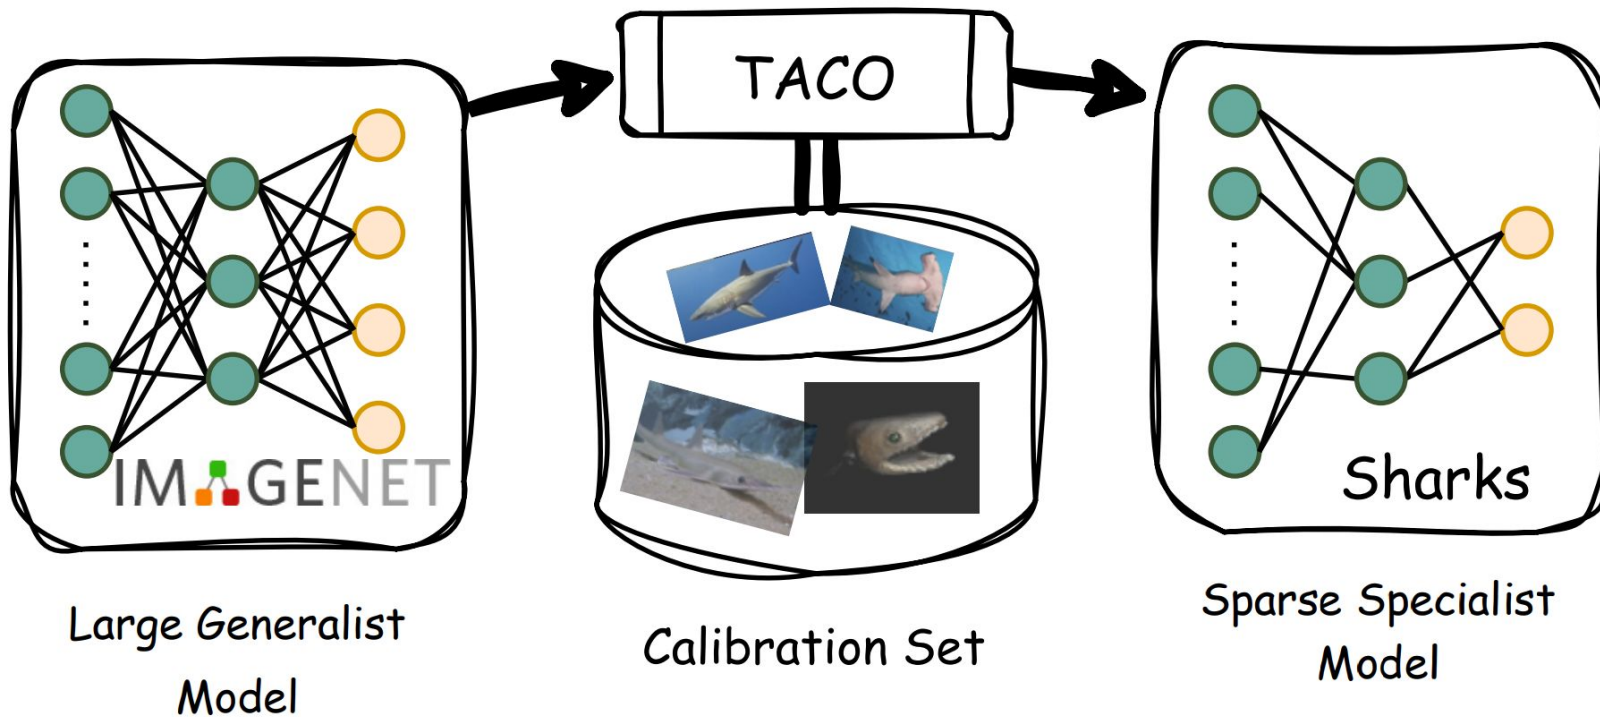 TACO
IMAGENET
Sharks
Large Generalist
Model
Calibration Set
Sparse Specialist
Model